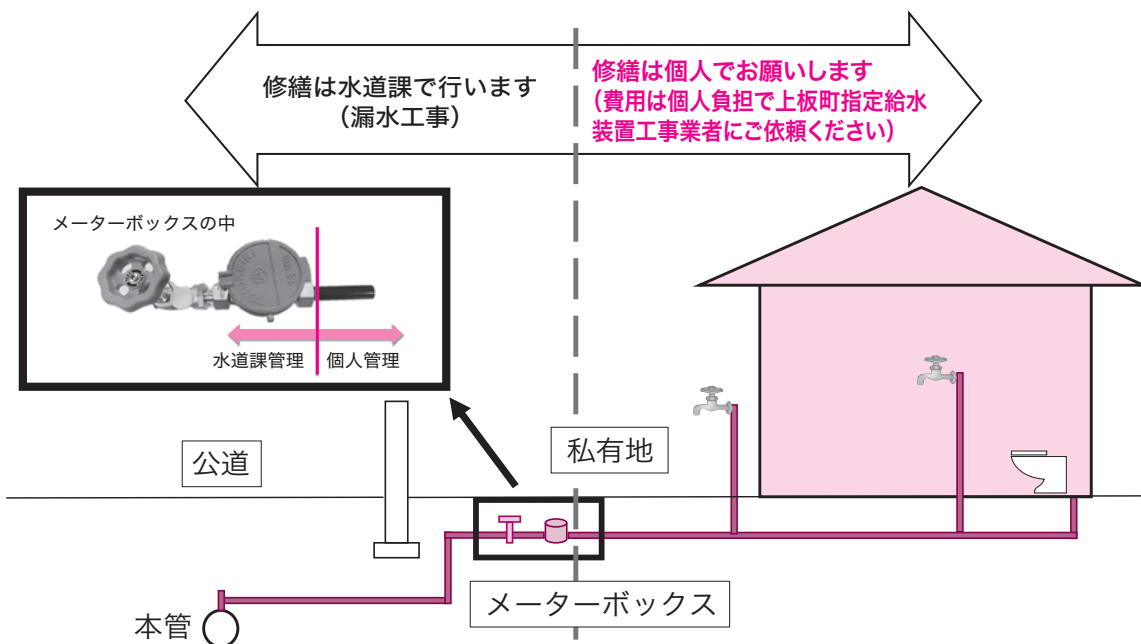 修繕は水道課で行います
（漏水工事）
修繕は個人でお願いします
（費用は個人負担で上板町指定給水
装置工事業者にご依頼ください）
メーターボックスの中
水道課管理
個人管理
公道
私有地
メーターボックス
本管